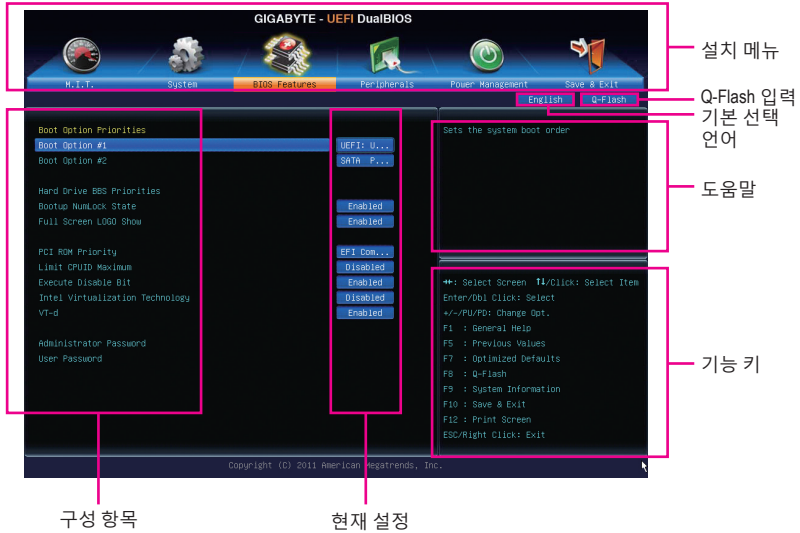 GIGABYTE - UEFI DualBIOS
M.I.T.
System
BIOS Features
Peripherals
Power Management
Save & Exit
설치 메뉴
English
Q-Flash
Q-Flash 입력
기본 선택
언어
Boot Option Priorities
Boot Option #1
UEFI: U...
Boot Option #2
SATA P...
Hard Drive BBS Priorities
Bootup NumLock State
Enabled
Full Screen LOGO Show
Enabled
PCI ROM Priority
EFI Com...
Limit CPUID Maximum
Disabled
Execute Disable Bit
Enabled
Intel Virtualization Technology
Disabled
VT-d
Enabled
Administrator Password
User Password
Sets the system boot order
도움말
→←: Select Screen ↑↓/Click: Select Item
Enter/Dbl Click: Select
+/-/PU/PD: Change Opt.
F1 : General Help
F5 : Previous Values
F7 : Optimized Defaults
F8 : Q-Flash
F9 : System Information
F10 : Save & Exit
F12 : Print Screen
ESC/Right Click: Exit
기능 키
Copyright (C) 2011 American Megatrends, Inc.
구성 항목
현재 설정